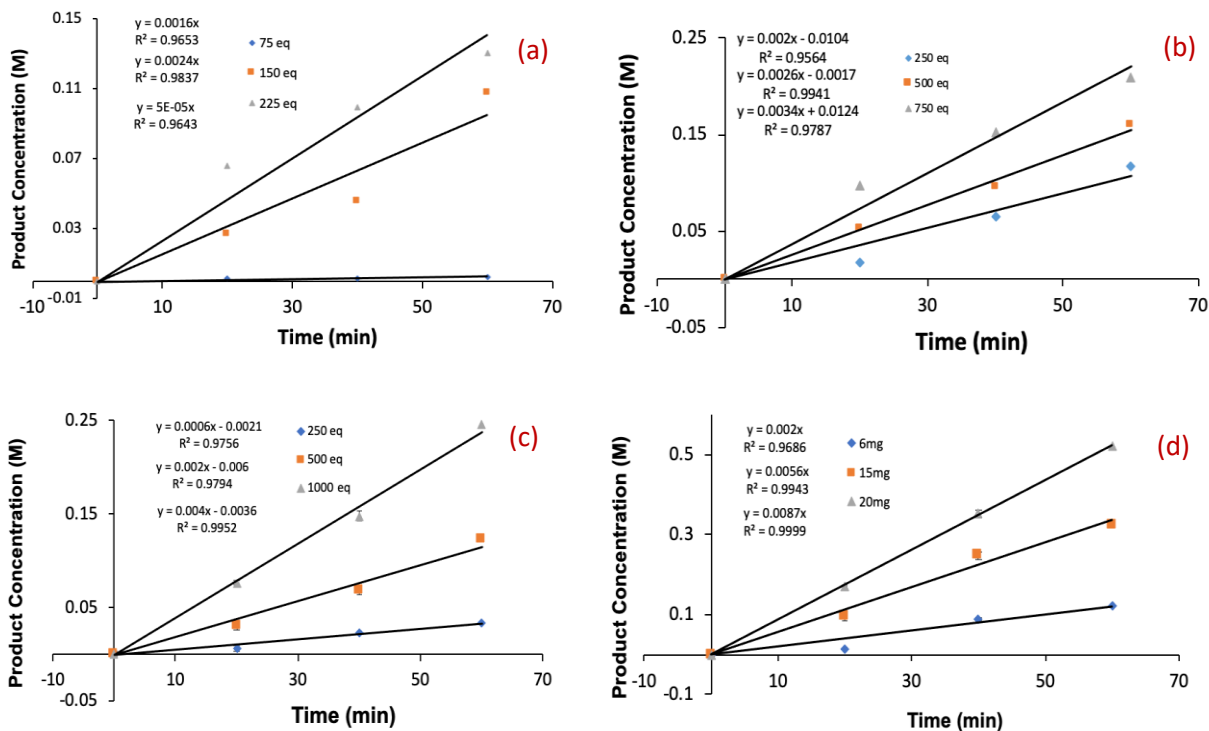 (a)
Product Concentration (M)
0.15
0.11
0.07
0.03
-0.01
y = 0.0016x
R² = 0.9653
y = 0.0024x
R² = 0.9837
y = 5E-05x
R² = 0.9643
75 eq
150 eq
225 eq
-10
10
30
50
70
Time (min)
(b)
Product Concentration (M)
0.25
0.15
0.05
-0.05
y = 0.002x - 0.0104
R² = 0.9564
y = 0.0026x - 0.0017
R² = 0.9941
y = 0.0034x + 0.0124
R² = 0.9787
250 eq
500 eq
750 eq
-10
10
30
50
70
Time (min)
(c)
Product Concentration (M)
0.25
0.15
0.05
-0.05
y = 0.0006x - 0.0021
R² = 0.9756
y = 0.002x - 0.006
R² = 0.9794
y = 0.004x - 0.0036
R² = 0.9952
250 eq
500 eq
1000 eq
-10
10
30
50
70
Time (min)
(d)
Product Concentration (M)
0.5
0.3
0.1
-0.1
y = 0.002x
R² = 0.9686
y = 0.0056x
R² = 0.9943
y = 0.0087x
R² = 0.9999
6mg
15mg
20mg
-10
10
30
50
70
Time (min)